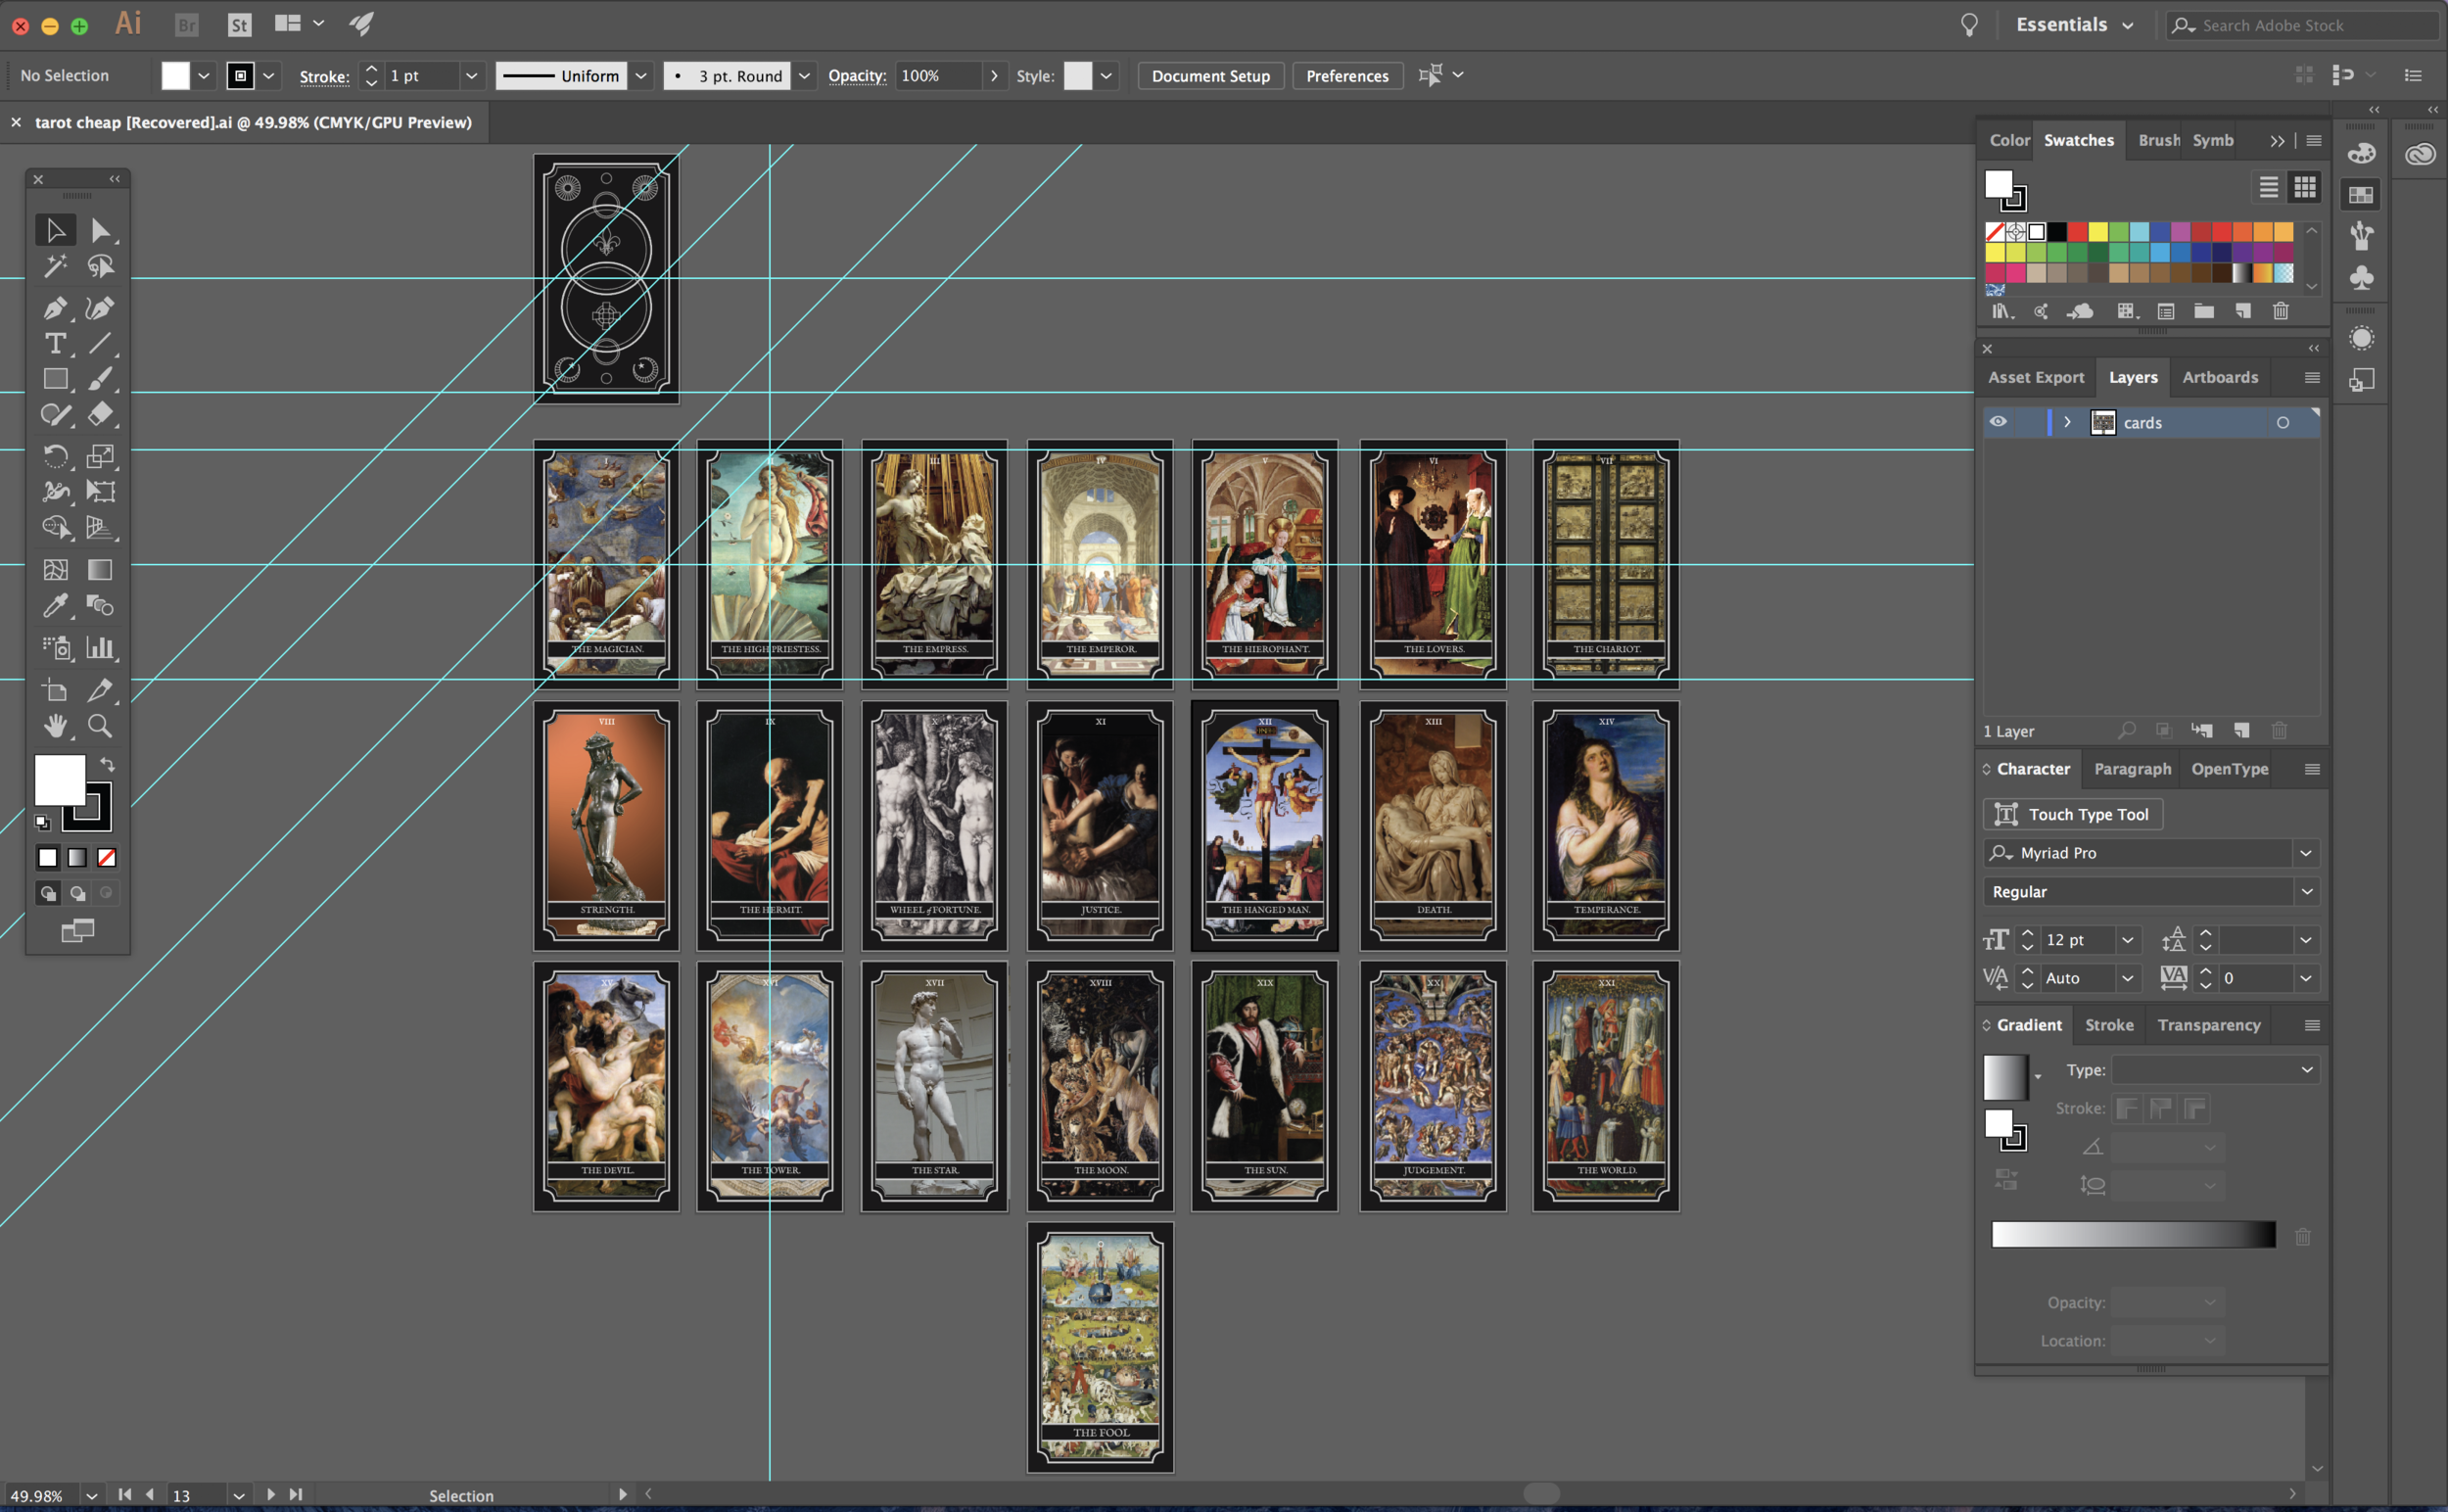 Ai Br St Essentials Search Adobe Stock
No Selection Stroke: 1 pt Uniform 3 pt. Round Opacity: 100% Style: Document Setup Preferences
tarot cheap [Recovered].ai @ 49.98% (CMYK/GPU Preview)
Color Swatches Brush Symb
Asset Export Layers Artboards
cards
1 Layer
Character Paragraph OpenType
Touch Type Tool
Myriad Pro
Regular
12 pt
Auto 0
Gradient Stroke Transparency
Type:
Stroke:
Opacity:
Location:
I III IV V VI VII
THE MAGICIAN. THE HIGH PRIESTESS. THE EMPRESS. THE EMPEROR. THE HIEROPHANT. THE LOVERS. THE CHARIOT.
VIII IX X XI XII XIII XIV
STRENGTH. THE HERMIT. WHEEL of FORTUNE. JUSTICE. THE HANGED MAN. DEATH. TEMPERANCE.
XV XVI XVII XVIII XIX XX XXI
THE DEVIL. THE TOWER. THE STAR. THE MOON. THE SUN. JUDGEMENT. THE WORLD.
THE FOOL
49.98% 13 Selection